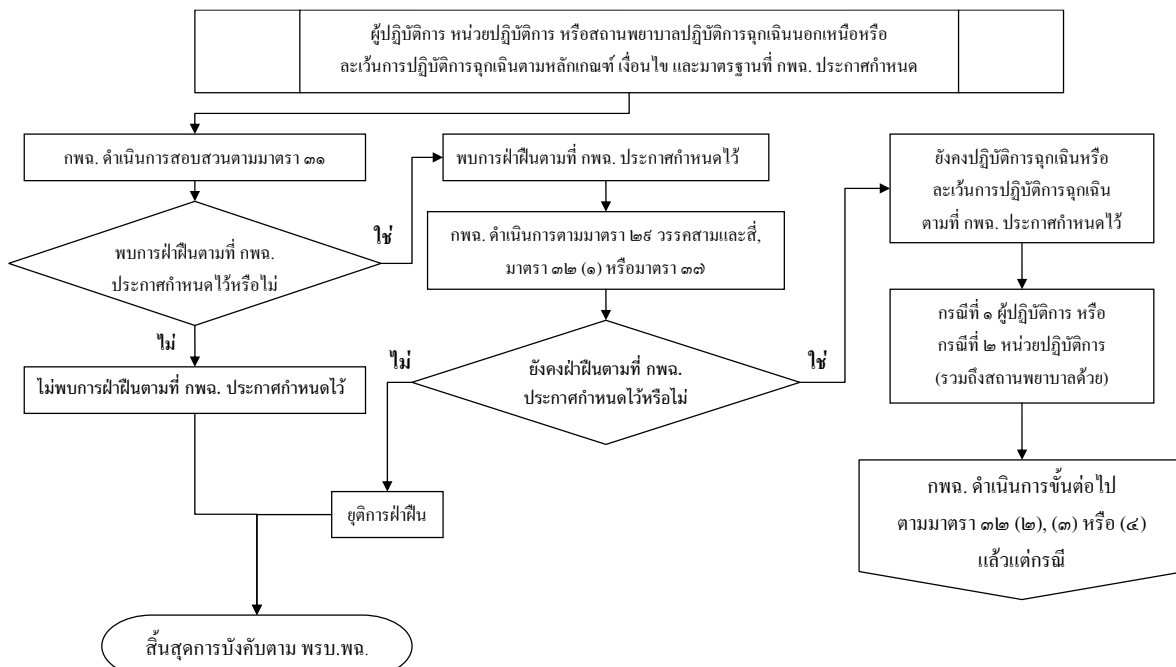 ผู้ปฏิบัติการ หน่วยปฏิบัติการ หรือสถานพยาบาลปฏิบัติการฉุกเฉินนอกเหนือหรือ
ละเว้นการปฏิบัติการฉุกเฉินตามหลักเกณฑ์ เงื่อนไข และมาตรฐานที่ กพฉ. ประกาศกำหนด
กพฉ. ดำเนินการสอบสวนตามมาตรา ๓๑
พบการฝ่าฝืนตามที่ กพฉ.
ประกาศกำหนดไว้หรือไม่
ใช่
ไม่
ไม่พบการฝ่าฝืนตามที่ กพฉ. ประกาศกำหนดไว้
พบการฝ่าฝืนตามที่ กพฉ. ประกาศกำหนดไว้
กพฉ. ดำเนินการตามมาตรา ๒๙ วรรคสามและสี่,
มาตรา ๓๒ (๑) หรือมาตรา ๓๗
ยังคงฝ่าฝืนตามที่ กพฉ.
ประกาศกำหนดไว้หรือไม่
ไม่
ใช่
ยุติการฝ่าฝืน
ยังคงปฏิบัติการฉุกเฉินหรือ
ละเว้นการปฏิบัติการฉุกเฉิน
ตามที่ กพฉ. ประกาศกำหนดไว้
กรณีที่ ๑ ผู้ปฏิบัติการ หรือ
กรณีที่ ๒ หน่วยปฏิบัติการ
(รวมถึงสถานพยาบาลด้วย)
กพฉ. ดำเนินการขั้นต่อไป
ตามมาตรา ๓๒ (๒), (๓) หรือ (๔)
แล้วแต่กรณี
สิ้นสุดการบังคับตาม พรบ.พฉ.